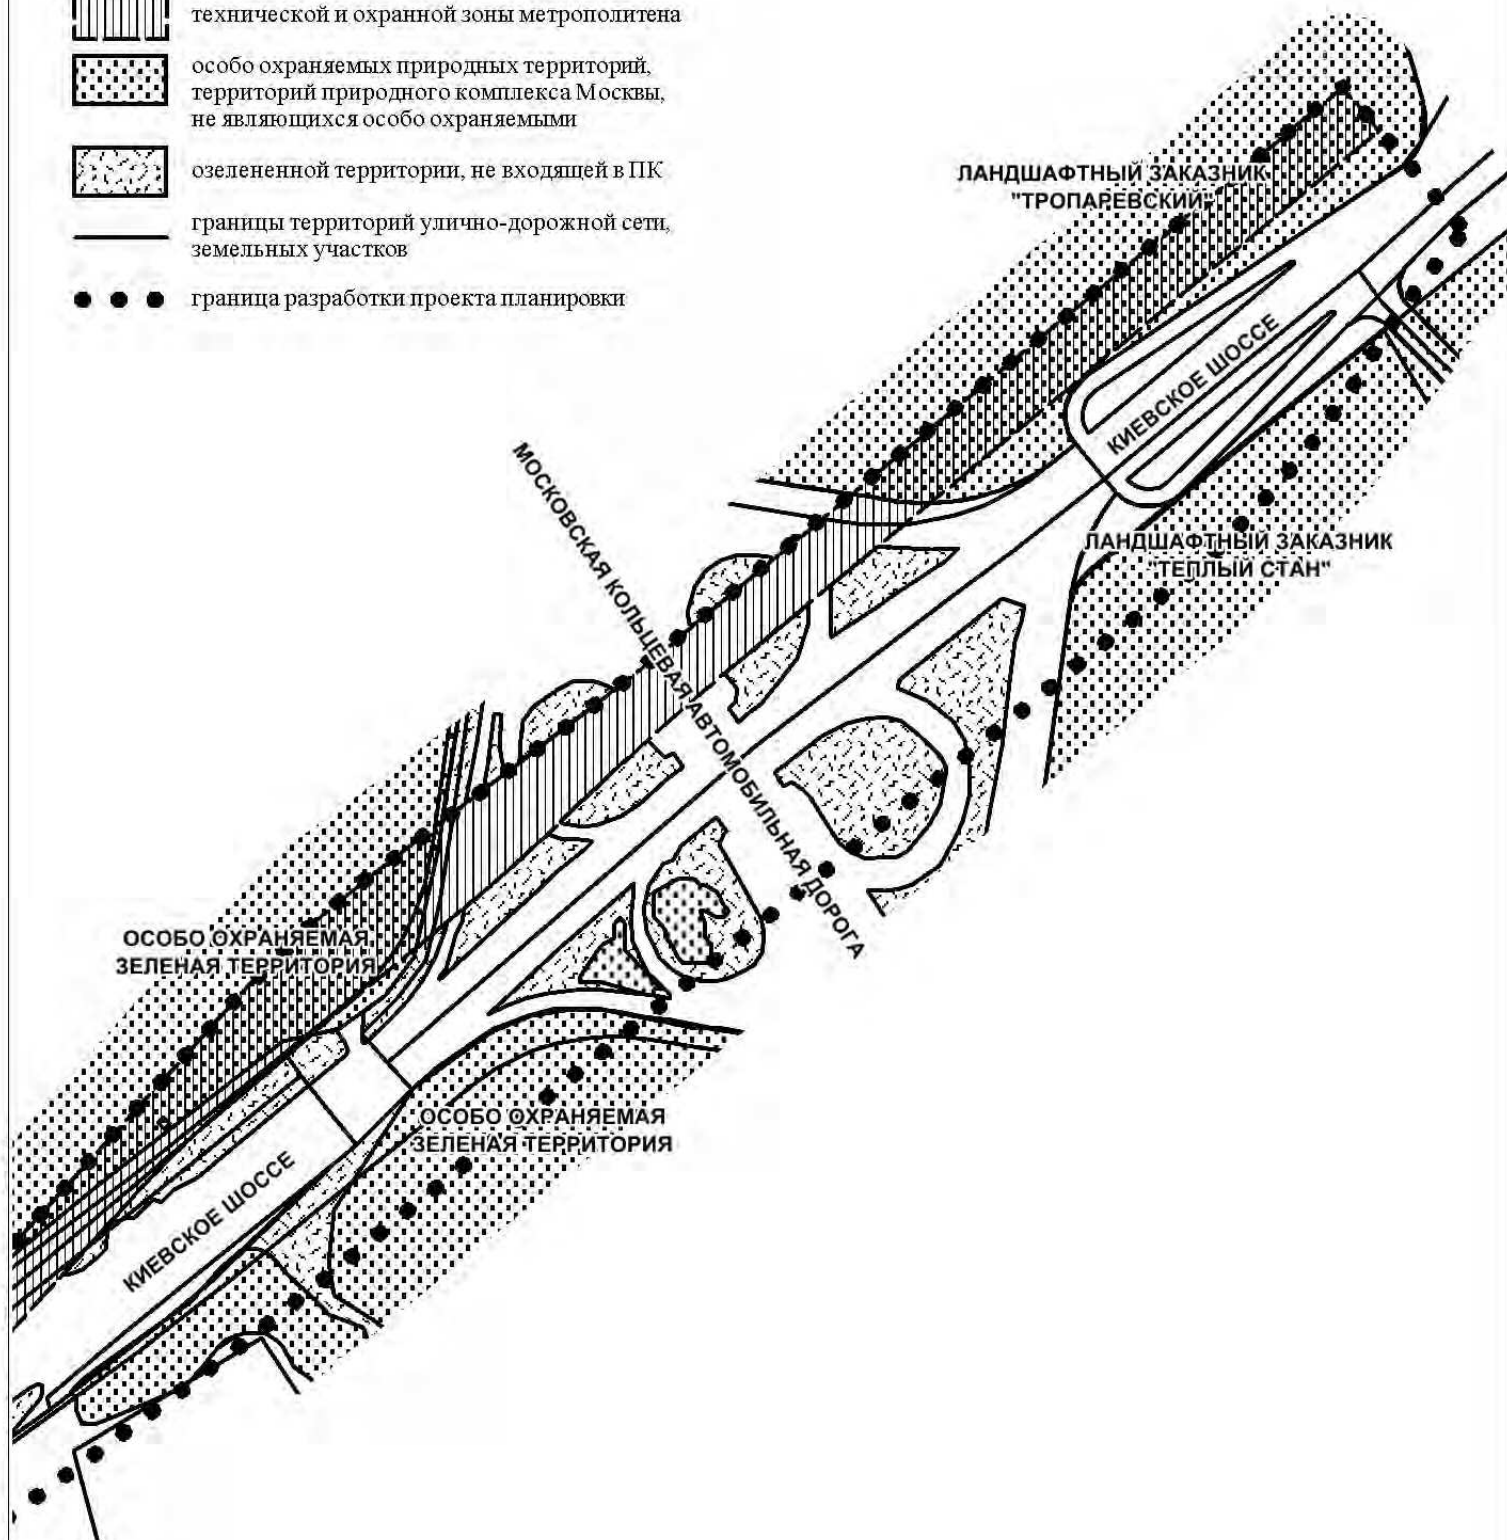 технической и охранной зоны метрополитена
особо охраняемых природных территорий,
территорий природного комплекса Москвы,
не являющихся особо охраняемыми
озелененной территории, не входящей в ПК
границы территорий улично-дорожной сети,
земельных участков
граница разработки проекта планировки
ЛАНДШАФТНЫЙ ЗАКАЗНИК
"ТРОПАРЕВСКИЙ"
КИЕВСКОЕ ШОССЕ
МОСКОВСКАЯ КОЛЬЦЕВАЯ АВТОМОБИЛЬНАЯ ДОРОГА
ЛАНДШАФТНЫЙ ЗАКАЗНИК
"ТЕПЛЫЙ СТАН"
ОСОБО ОХРАНЯЕМАЯ
ЗЕЛЕНАЯ ТЕРРИТОРИЯ
ОСОБО ОХРАНЯЕМАЯ
ЗЕЛЕНАЯ ТЕРРИТОРИЯ
КИЕВСКОЕ ШОССЕ